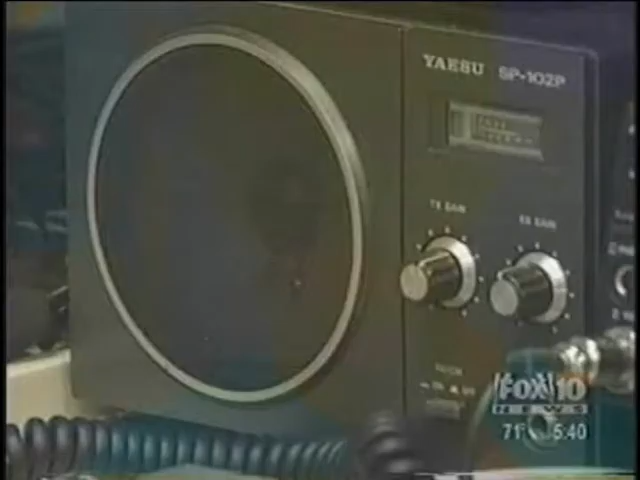 YAESU SP-102P
TX GAIN
RX GAIN
FOX 10
NEWS
71° 5:40